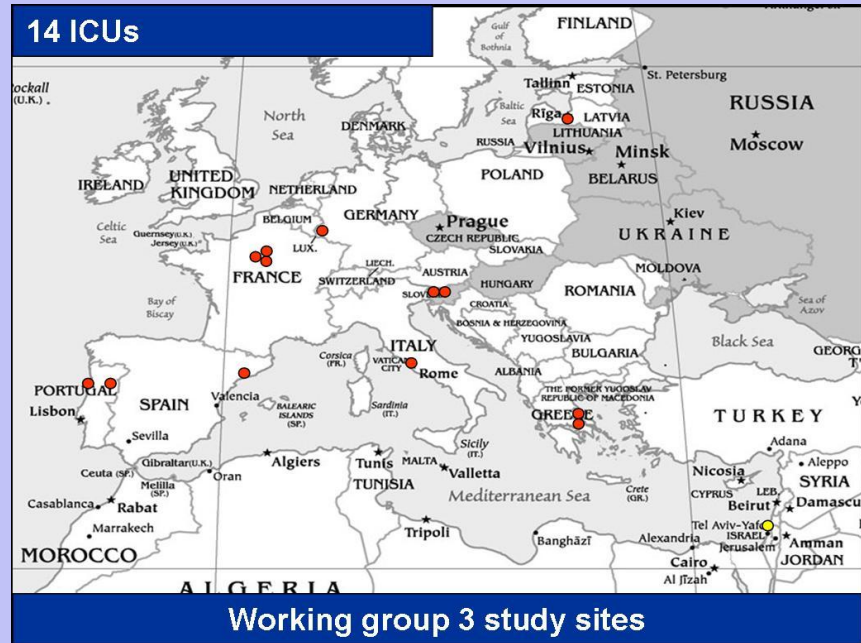 14 ICUs
FINLAND
Gulf
of
Bothnia
Tallinn
St. Petersburg
ESTONIA
Rockall
(U.K.)
North
Sea
Baltic
Sea
Rīga
LATVIA
RUSSIA
LITHUANIA
Moscow
DENMARK
RUSSIA
Vilnius
Minsk
BELARUS
UNITED
KINGDOM
IRELAND
NETHERLAND
POLAND
GERMANY
BELGIUM
Celtic
Sea
Guernsey (U.K.)
Jersey (U.K.)
LUX.
Prague
CZECH REPUBLIC
Kiev
UKRAINE
SLOVAKIA
FRANCE
LIECH.
AUSTRIA
SWITZERLAND
HUNGARY
MOLDOVA
Bay of
Biscay
SLOVE
CROATIA
ROMANIA
Sea of
Azov
BOSNIA & HERZEGOVINA
YUGOSLAVIA
ITALY
Black Sea
BULGARIA
Corsica
(FR.)
VATICAN
CITY
Rome
ALBANIA
GEORG
THE FORMER YUGOSLAV
REPUBLIC OF MACEDONIA
PORTUGAL
SPAIN
Lisbon
Valencia
BALEARIC
ISLANDS
(SP.)
Sardinia
(IT.)
GREECE
TURKEY
Sevilla
Sicily
(IT.)
Adana
Gibraltar (U.K.)
Ceuta (SP.)
Melilla
(SP.)
Oran
Algiers
Tunis
TUNISIA
MALTA
Valletta
Aleppo
Nicosia
CYPRUS
SYRIA
LEB.
Beirut
Damascu
Crete
(GR.)
Mediterranean Sea
Casablanca
Rabat
Marrakech
Tripoli
Banghāzī
Alexandria
Tel Aviv-Yafo
ISRAEL
Jerusalem
Amman
JORDAN
MOROCCO
Cairo
Al Jīzah
ALGERIA
Working group 3 study sites